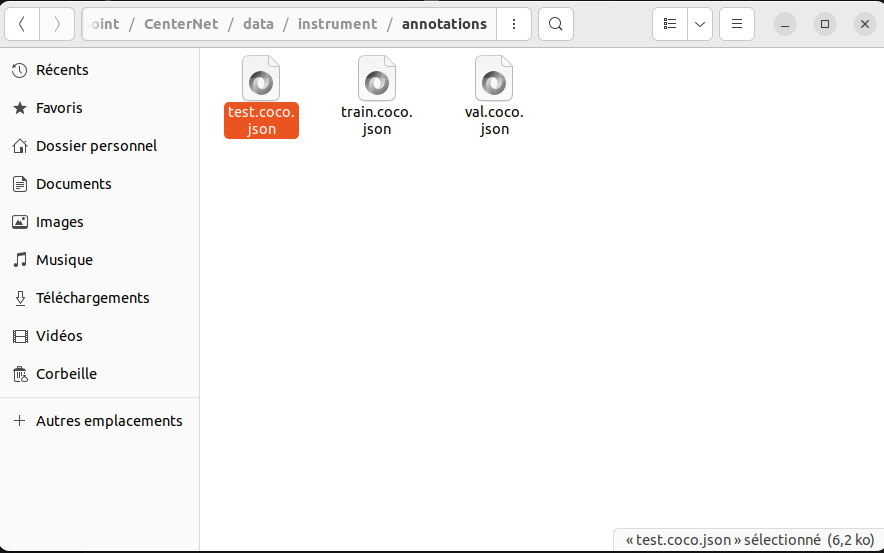 oint / CenterNet / data / instrument / annotations
Récents
Favoris
Dossier personnel
Documents
Images
Musique
Téléchargements
Vidéos
Corbeille
Autres emplacements
test.coco.
json
train.coco.
json
val.coco.
json
« test.coco.json » sélectionné (6,2 ko)